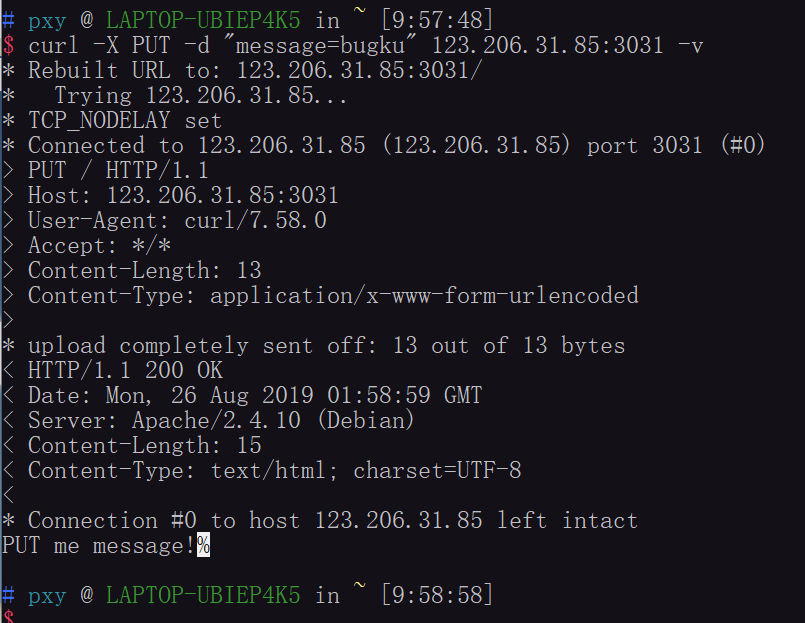 # pxy @ LAPTOP-UBIEP4K5 in ~ [9:57:48]
$ curl -X PUT -d "message=bugku" 123.206.31.85:3031 -v
* Rebuilt URL to: 123.206.31.85:3031/
*   Trying 123.206.31.85...
* TCP_NODELAY set
* Connected to 123.206.31.85 (123.206.31.85) port 3031 (#0)
> PUT / HTTP/1.1
> Host: 123.206.31.85:3031
> User-Agent: curl/7.58.0
> Accept: */*
> Content-Length: 13
> Content-Type: application/x-www-form-urlencoded
>
* upload completely sent off: 13 out of 13 bytes
< HTTP/1.1 200 OK
< Date: Mon, 26 Aug 2019 01:58:59 GMT
< Server: Apache/2.4.10 (Debian)
< Content-Length: 15
< Content-Type: text/html; charset=UTF-8
<
* Connection #0 to host 123.206.31.85 left intact
PUT me message!%
# pxy @ LAPTOP-UBIEP4K5 in ~ [9:58:58]
$